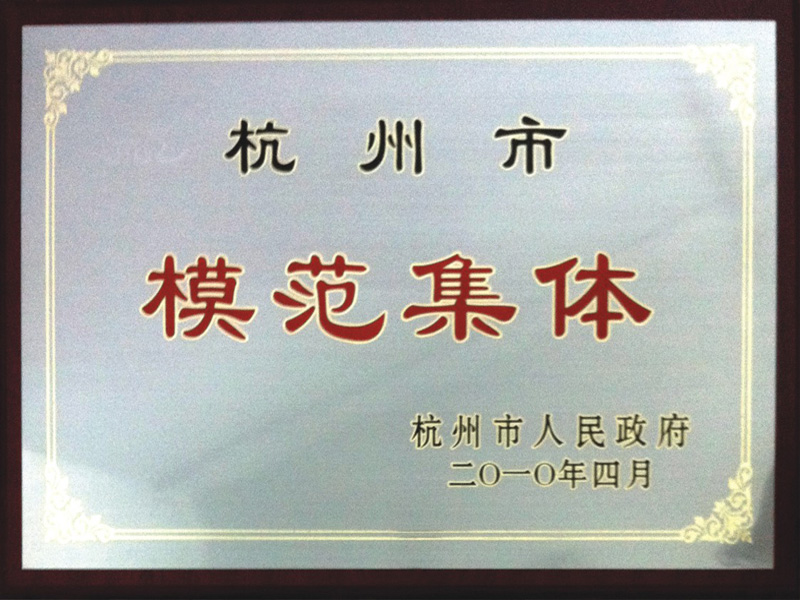 杭州市
模范集体
杭州市人民政府
二〇一〇年四月